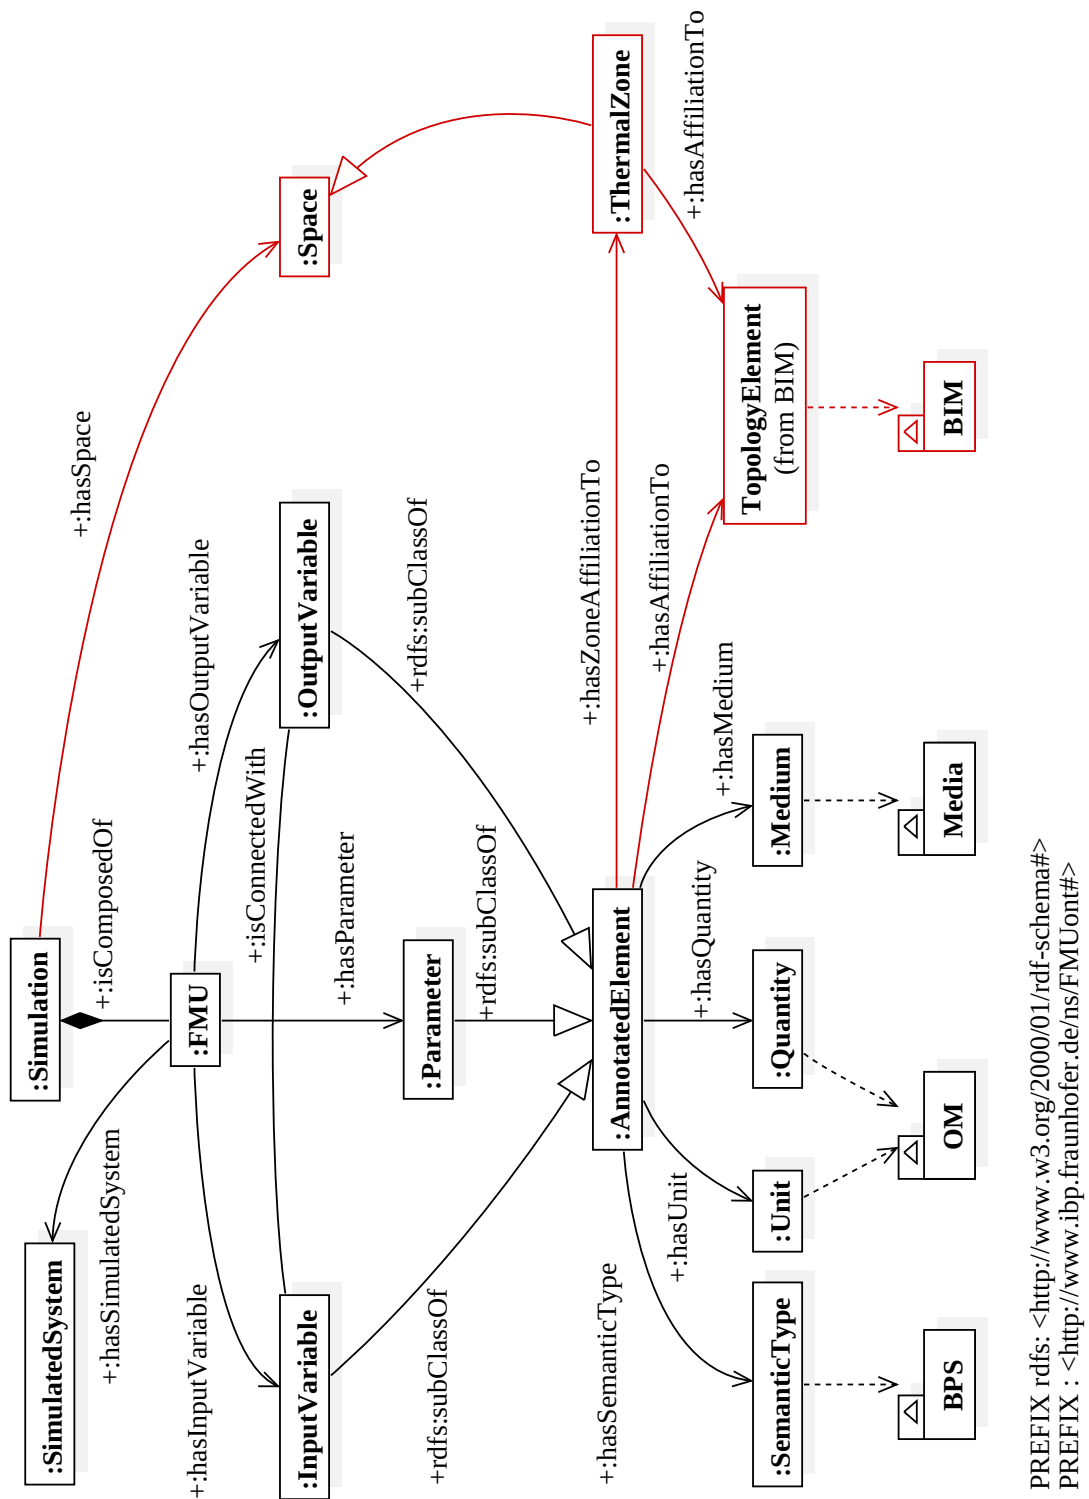 :SimulatedSystem
:Simulation
+:hasSpace
+:hasSimulatedSystem
+:isComposedOf
+:hasInputVariable
:FMU
+:hasOutputVariable
+:isConnectedWith
:InputVariable
:OutputVariable
:Space
+:hasParameter
+rdfs:subClassOf
:Parameter
+rdfs:subClassOf
+rdfs:subClassOf
+:hasZoneAffiliationTo
+:hasSemanticType
:AnnotatedElement
:ThermalZone
+:hasUnit
+:hasQuantity
+:hasMedium
+:hasAffiliationTo
+:hasAffiliationTo
:SemanticType
:Unit
:Quantity
:Medium
TopologyElement
(from BIM)
BPS
OM
Media
BIM
PREFIX rdfs: <http://www.w3.org/2000/01/rdf-schema#>
PREFIX : <http://www.ibp.fraunhofer.de/ns/FMUont#>